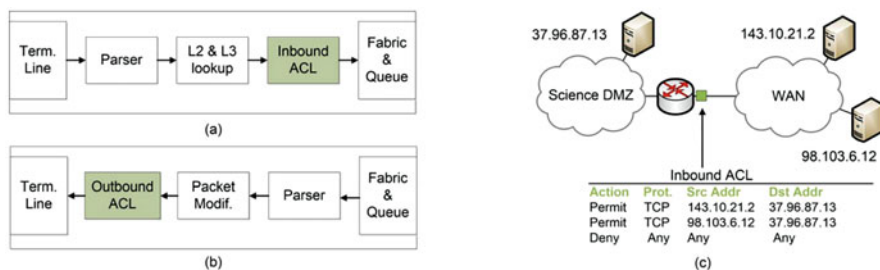 Term.
Line
Parser
L2 & L3
lookup
Inbound
ACL
Fabric
&
Queue
(a)
Term.
Line
Outbound
ACL
Packet
Modif.
Parser
Fabric
&
Queue
(b)
37.96.87.13
143.10.21.2
Science DMZ
WAN
98.103.6.12
Inbound ACL
Action Prot. Src Addr Dst Addr
Permit TCP 143.10.21.2 37.96.87.13
Permit TCP 98.103.6.12 37.96.87.13
Deny Any Any Any
(c)